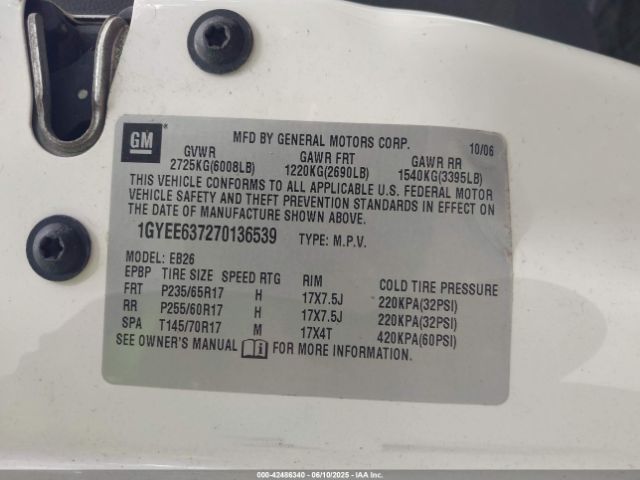 GM
®
MFD BY GENERAL MOTORS CORP. 10/06
GVWR GAWR FRT GAWR RR
2725KG(6008LB) 1220KG(2690LB) 1540KG(3395LB)
THIS VEHICLE CONFORMS TO ALL APPLICABLE U.S. FEDERAL MOTOR
VEHICLE SAFETY AND THEFT PREVENTION STANDARDS IN EFFECT ON
THE DATE OF MANUFACTURE SHOWN ABOVE.
1GYEE637270136539 TYPE: M.P.V.
MODEL: EB26
EPBP TIRE SIZE SPEED RTG RIM COLD TIRE PRESSURE
FRT P235/65R17 H 17X7.5J 220KPA(32PSI)
RR P255/60R17 H 17X7.5J 220KPA(32PSI)
SPA T145/70R17 M 17X4T 420KPA(60PSI)
SEE OWNER'S MANUAL FOR MORE INFORMATION.
000-42486340 - 06/10/2025 - IAAI.COM